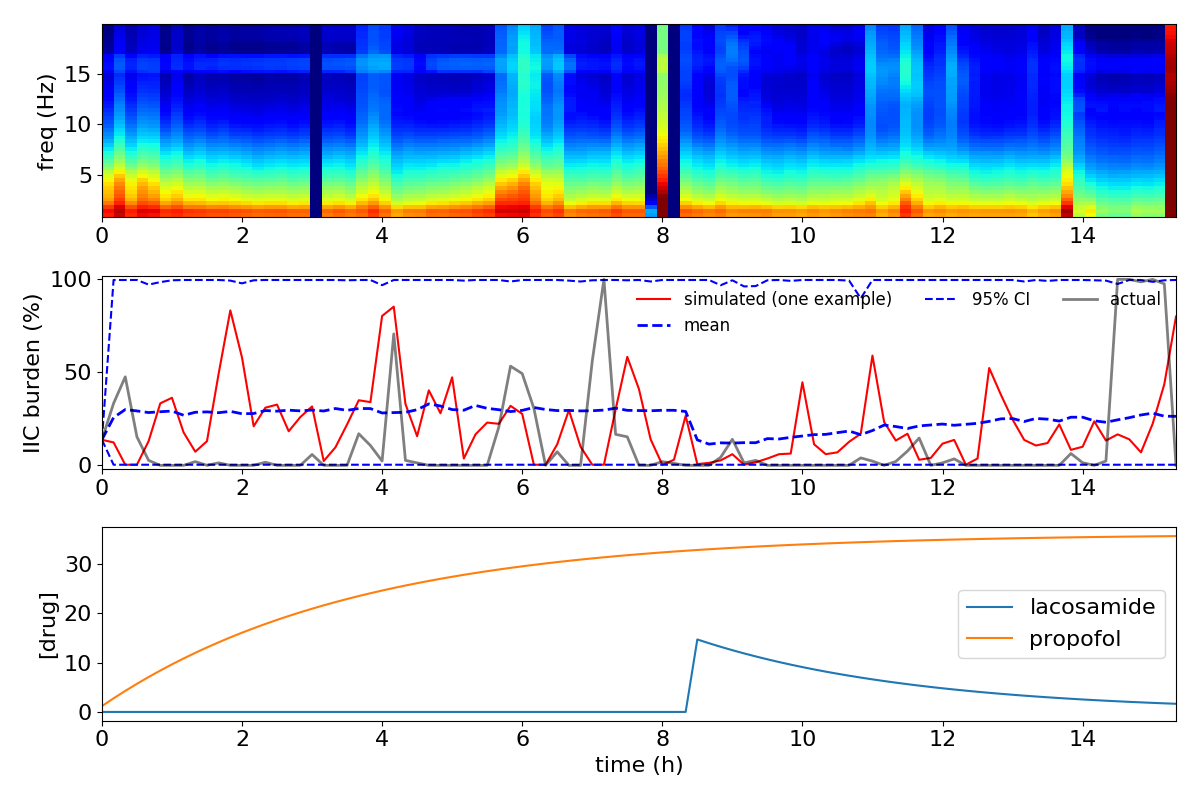 freq (Hz)
15
10
5
0 2 4 6 8 10 12 14
IIC burden (%)
100
50
0
simulated (one example) 95% CI actual
mean
0 2 4 6 8 10 12 14
[drug]
30
20
10
0
lacosamide
propofol
0 2 4 6 8 10 12 14
time (h)